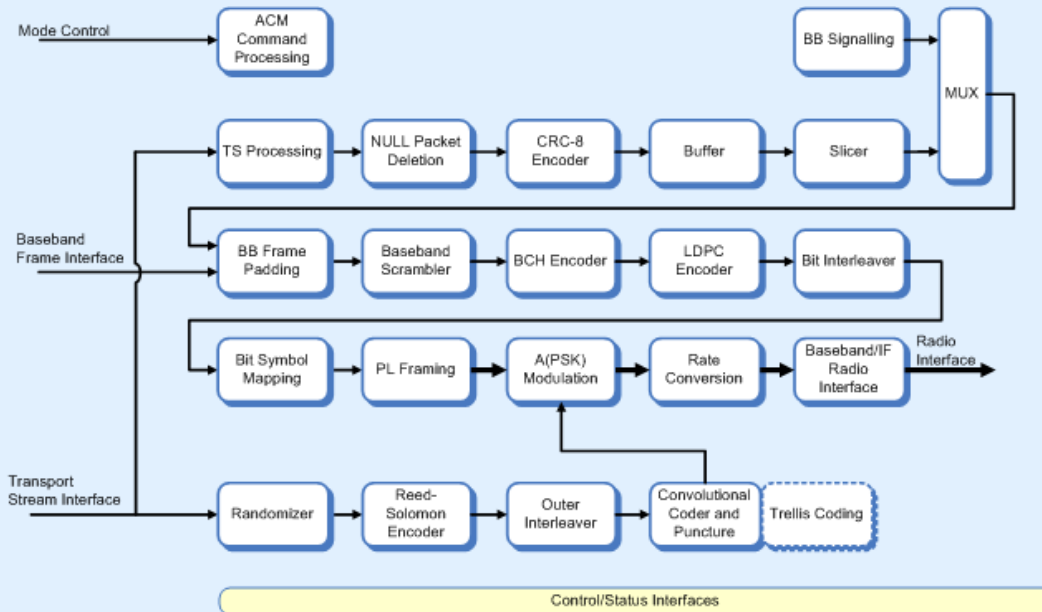 Mode Control
ACM
Command
Processing
BB Signalling
MUX
TS Processing
NULL Packet
Deletion
CRC-8
Encoder
Buffer
Slicer
Baseband
Frame Interface
BB Frame
Padding
Baseband
Scrambler
BCH Encoder
LDPC
Encoder
Bit Interleaver
Bit Symbol
Mapping
PL Framing
A(PSK)
Modulation
Rate
Conversion
Baseband/IF
Radio
Interface
Radio
Interface
Transport
Stream Interface
Randomizer
Reed-
Solomon
Encoder
Outer
Interleaver
Convolutional
Coder and
Puncture
Trellis Coding
Control/Status Interfaces